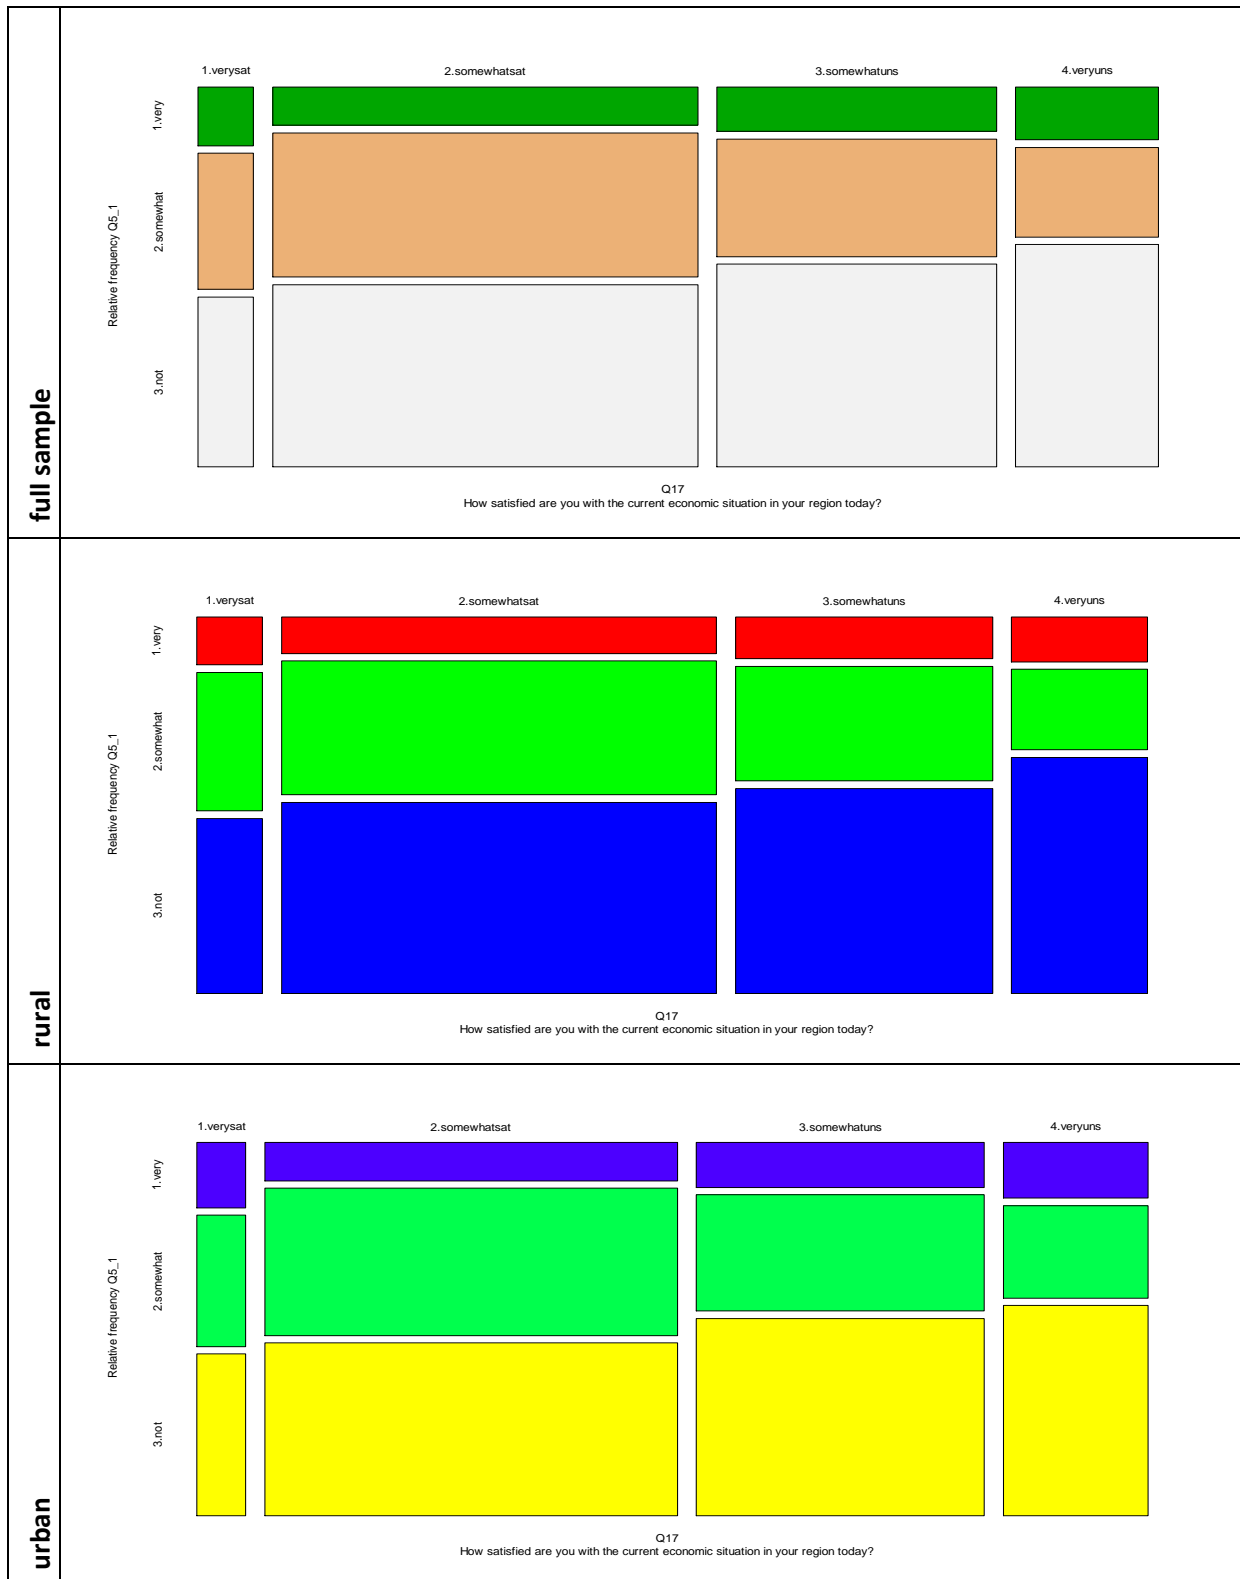 full sample
1.verysat 2.somewhatsat 3.somewhatuns 4.veryuns
Relative frequency Q5_1
1.very
2.somewhat
3.not
Q17
How satisfied are you with the current economic situation in your region today?
rural
1.verysat 2.somewhatsat 3.somewhatuns 4.veryuns
Relative frequency Q5_1
1.very
2.somewhat
3.not
Q17
How satisfied are you with the current economic situation in your region today?
urban
1.verysat 2.somewhatsat 3.somewhatuns 4.veryuns
Relative frequency Q5_1
1.very
2.somewhat
3.not
Q17
How satisfied are you with the current economic situation in your region today?